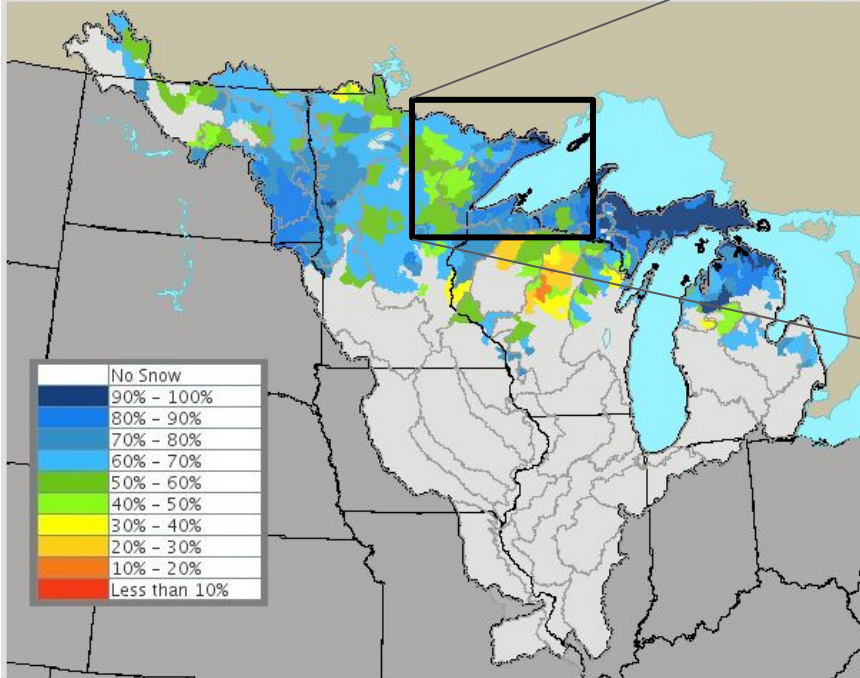 No Snow
90% - 100%
80% - 90%
70% - 80%
60% - 70%
50% - 60%
40% - 50%
30% - 40%
20% - 30%
10% - 20%
Less than 10%